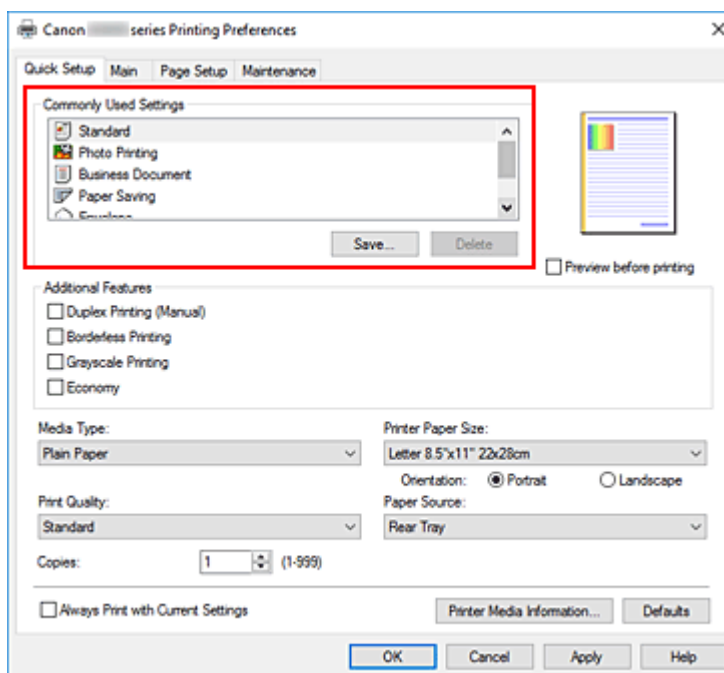 Canon series Printing Preferences
Quick Setup Main Page Setup Maintenance
Commonly Used Settings
Standard
Photo Printing
Business Document
Paper Saving
Envelope
Save... Delete
Preview before printing
Additional Features
Duplex Printing (Manual)
Borderless Printing
Grayscale Printing
Economy
Media Type: Printer Paper Size:
Plain Paper Letter 8.5"x11" 22x28cm
Orientation: Portrait Landscape
Print Quality: Paper Source:
Standard Rear Tray
Copies: 1 (1-999)
Always Print with Current Settings Printer Media Information... Defaults
OK Cancel Apply Help